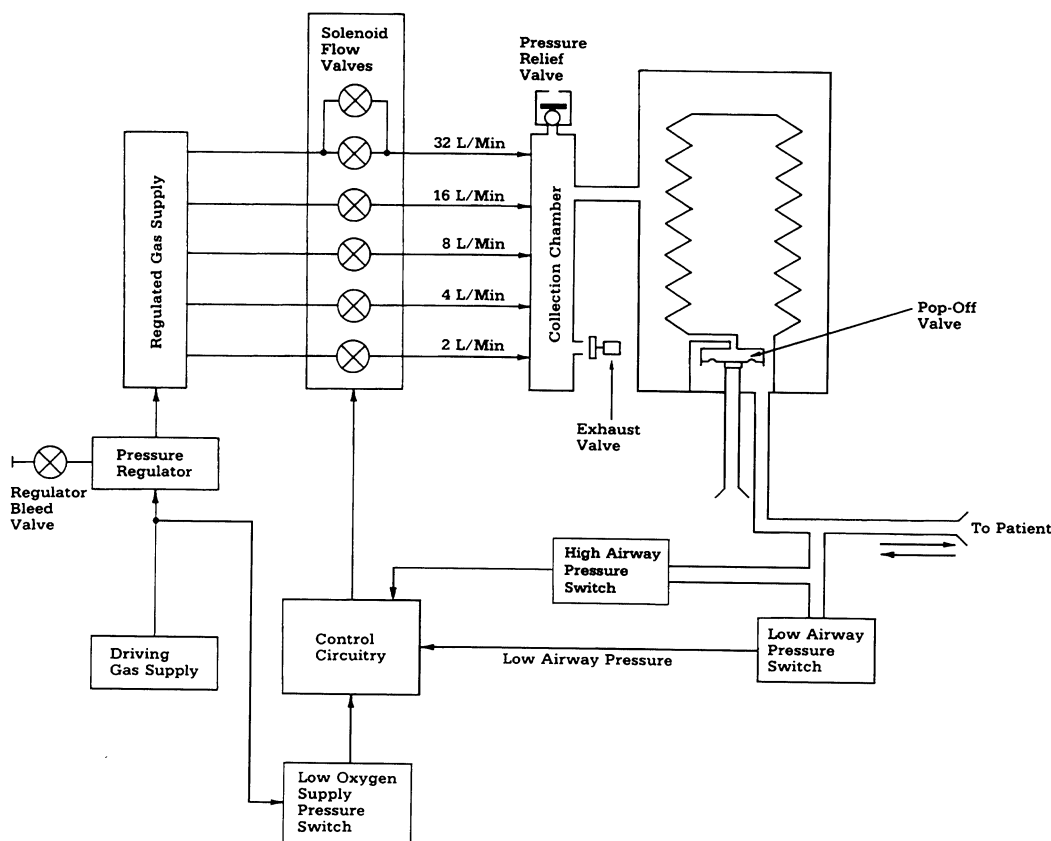 Solenoid
Flow
Valves
Pressure
Relief
Valve
32 L/Min
16 L/Min
8 L/Min
4 L/Min
2 L/Min
Regulated Gas Supply
Collection Chamber
Pop-Off
Valve
Exhaust
Valve
Pressure
Regulator
Regulator
Bleed
Valve
To Patient
High Airway
Pressure
Switch
Control
Circuitry
Low Airway Pressure
Low Airway
Pressure
Switch
Driving
Gas Supply
Low Oxygen
Supply
Pressure
Switch